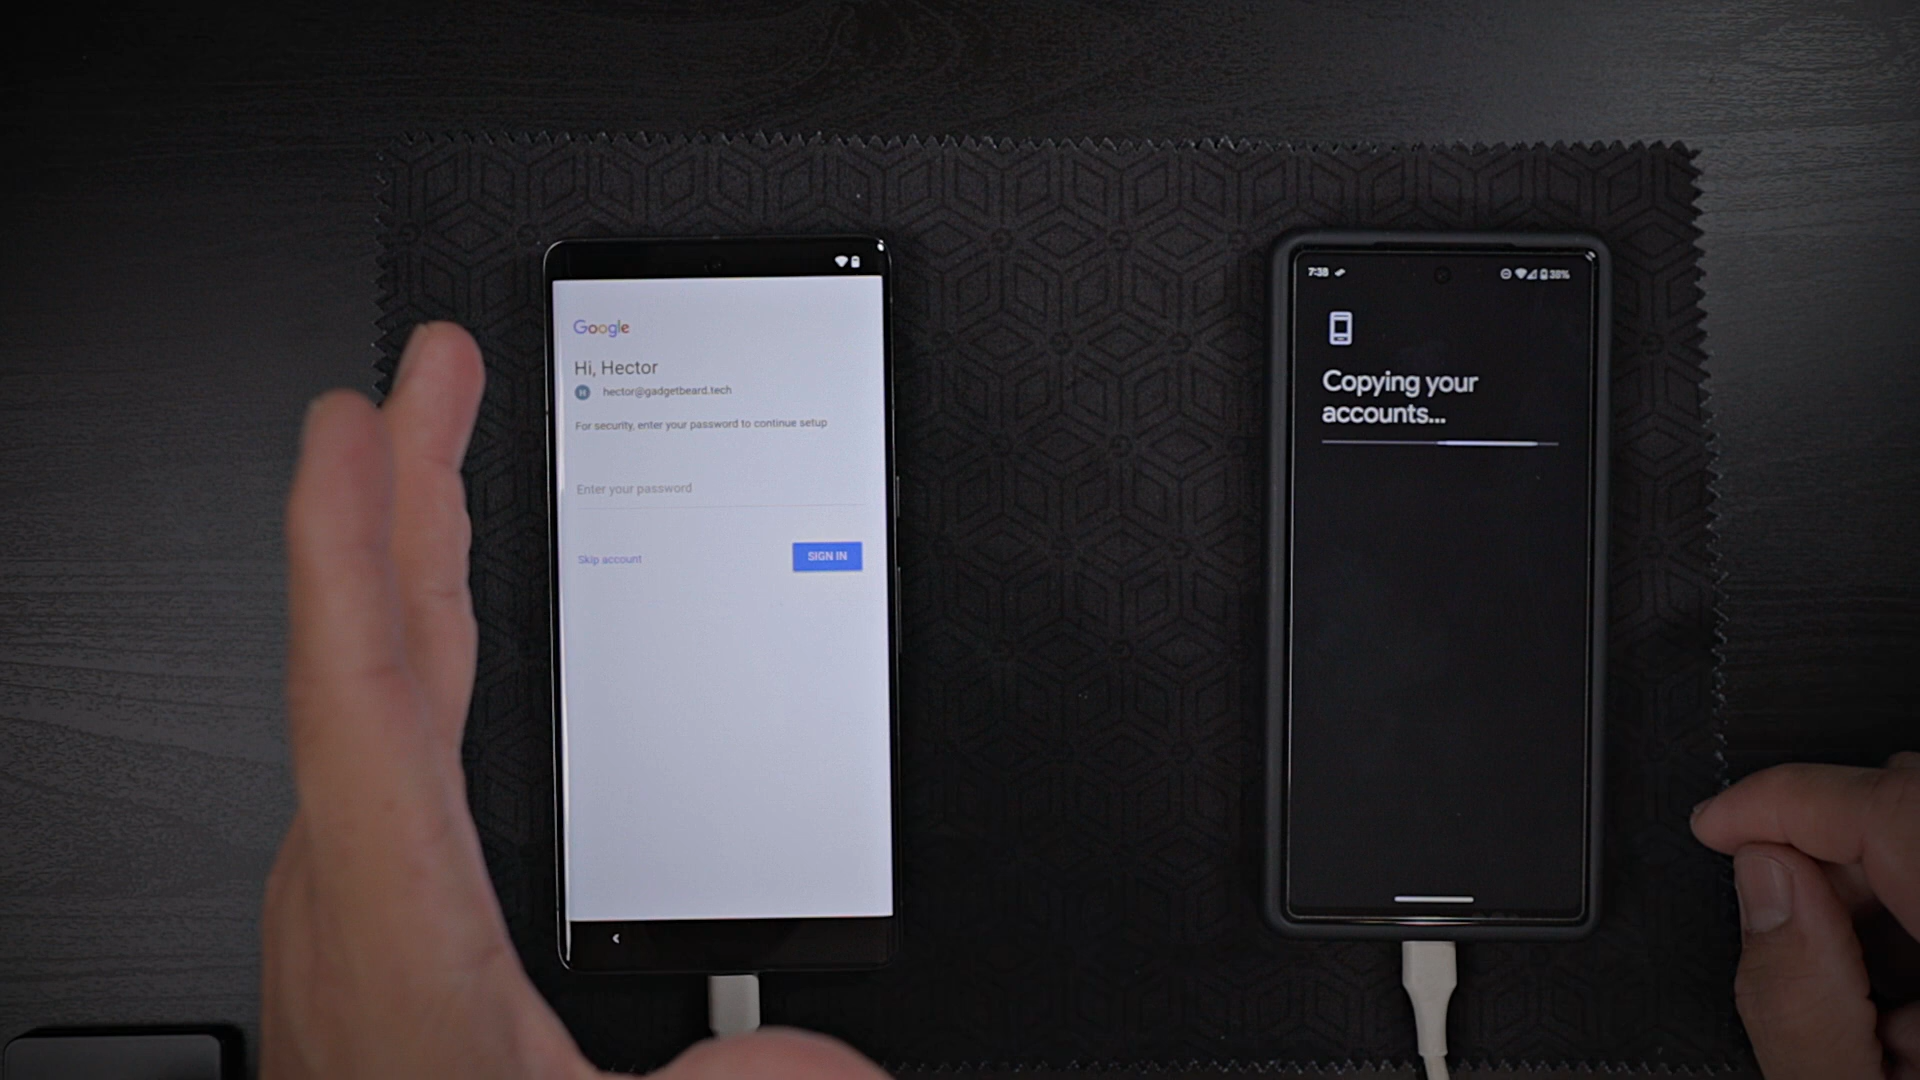 Google
Hi, Hector
H hector@gadgetbeard.tech
For security, enter your password to continue setup
Enter your password
Skip account
SIGN IN
7:38
38%
Copying your
accounts...